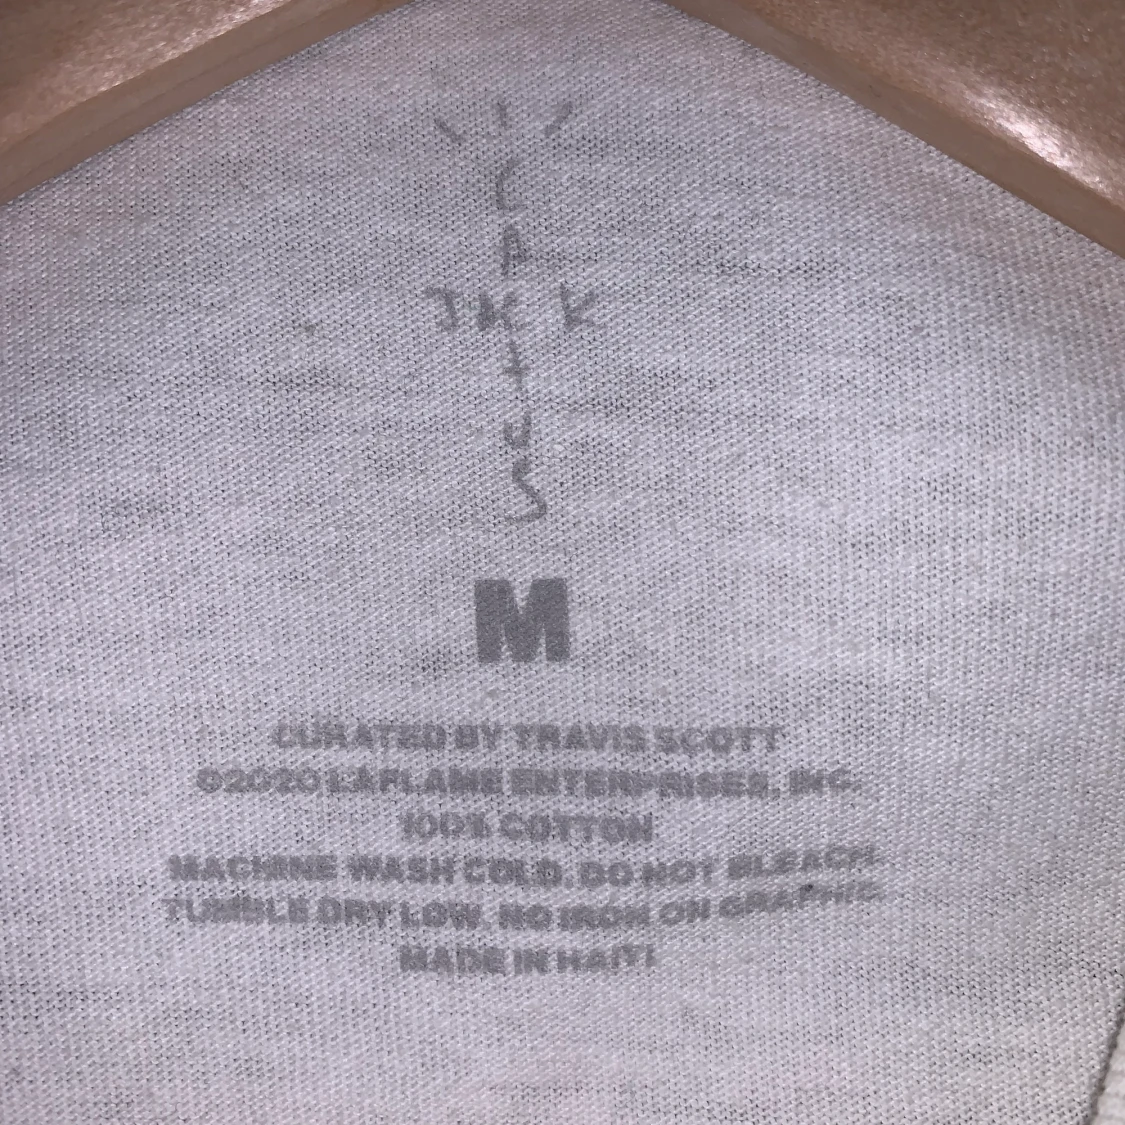 C
A
JACK
T
U
S
M
CURATED BY TRAVIS SCOTT
©2020 LAFLAME ENTERPRISES, INC.
100% COTTON
MACHINE WASH COLD. DO NOT BLEACH.
TUMBLE DRY LOW. NO IRON ON GRAPHIC.
MADE IN HAITI